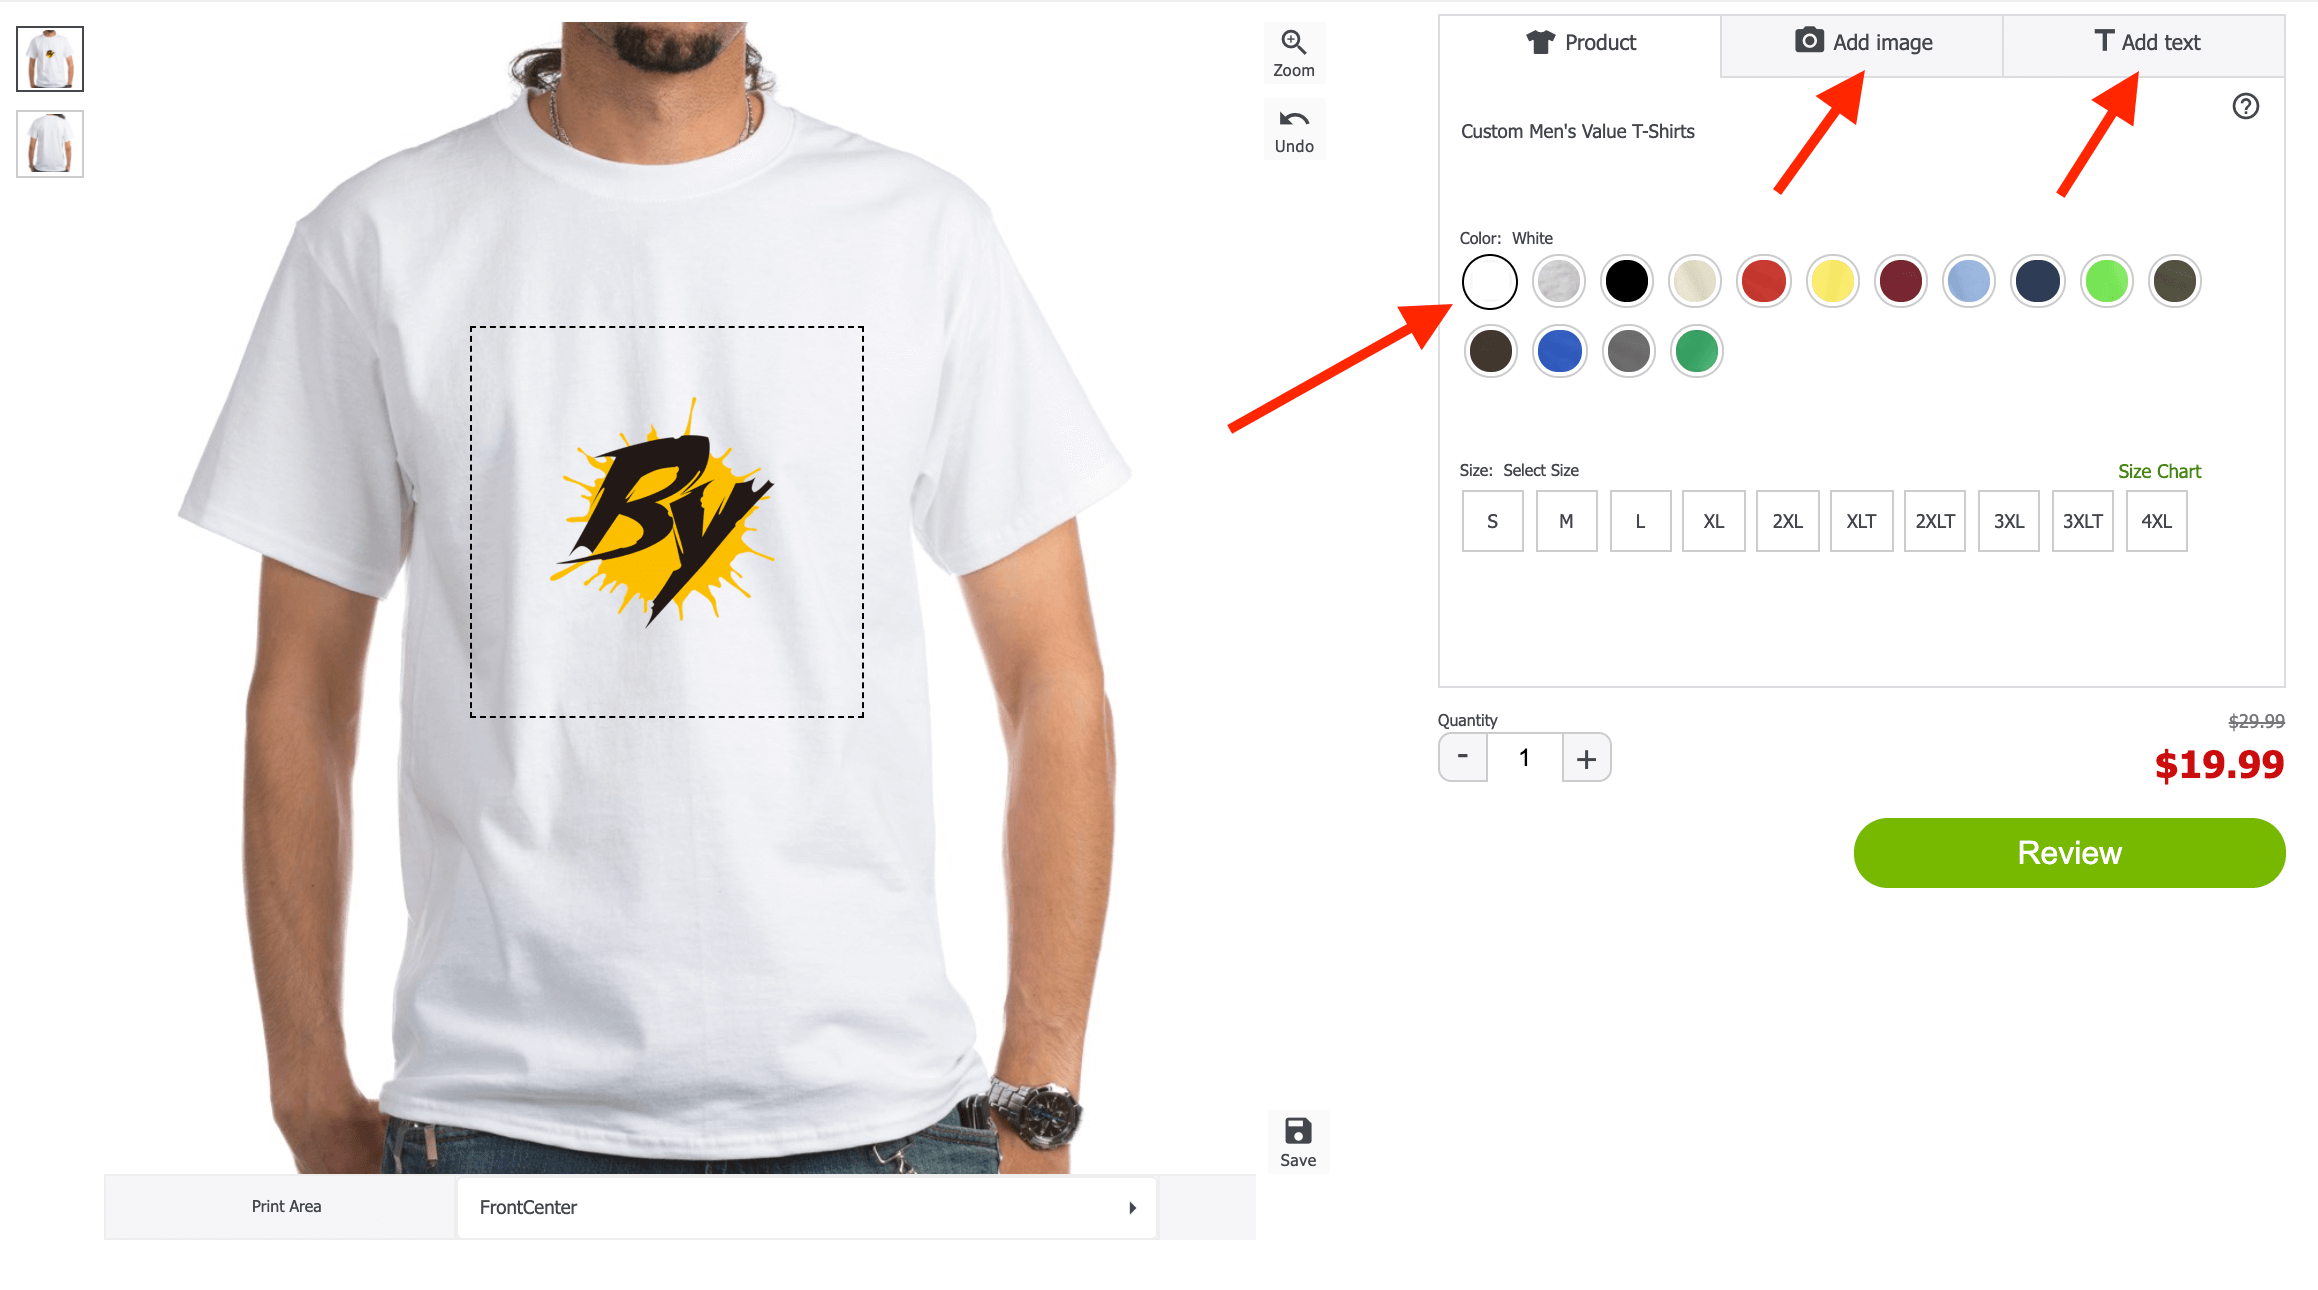 Zoom
Undo
Product
Add image
Add text
Custom Men's Value T-Shirts
Color: White
By
Size: Select Size
Size Chart
S M L XL 2XL XLT 2XLT 3XL 3XLT 4XL
Quantity
$29.99
- 1 +
$19.99
Review
Save
Print Area
FrontCenter